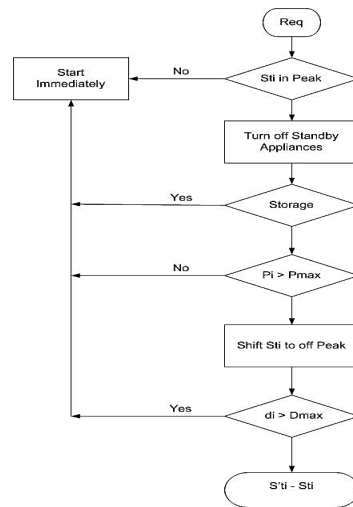 Req
Start
Immediately
No
Sti in Peak
Turn off Standby
Appliances
Yes
Storage
No
Pi > Pmax
Shift Sti to off Peak
Yes
di > Dmax
S'ti - Sti